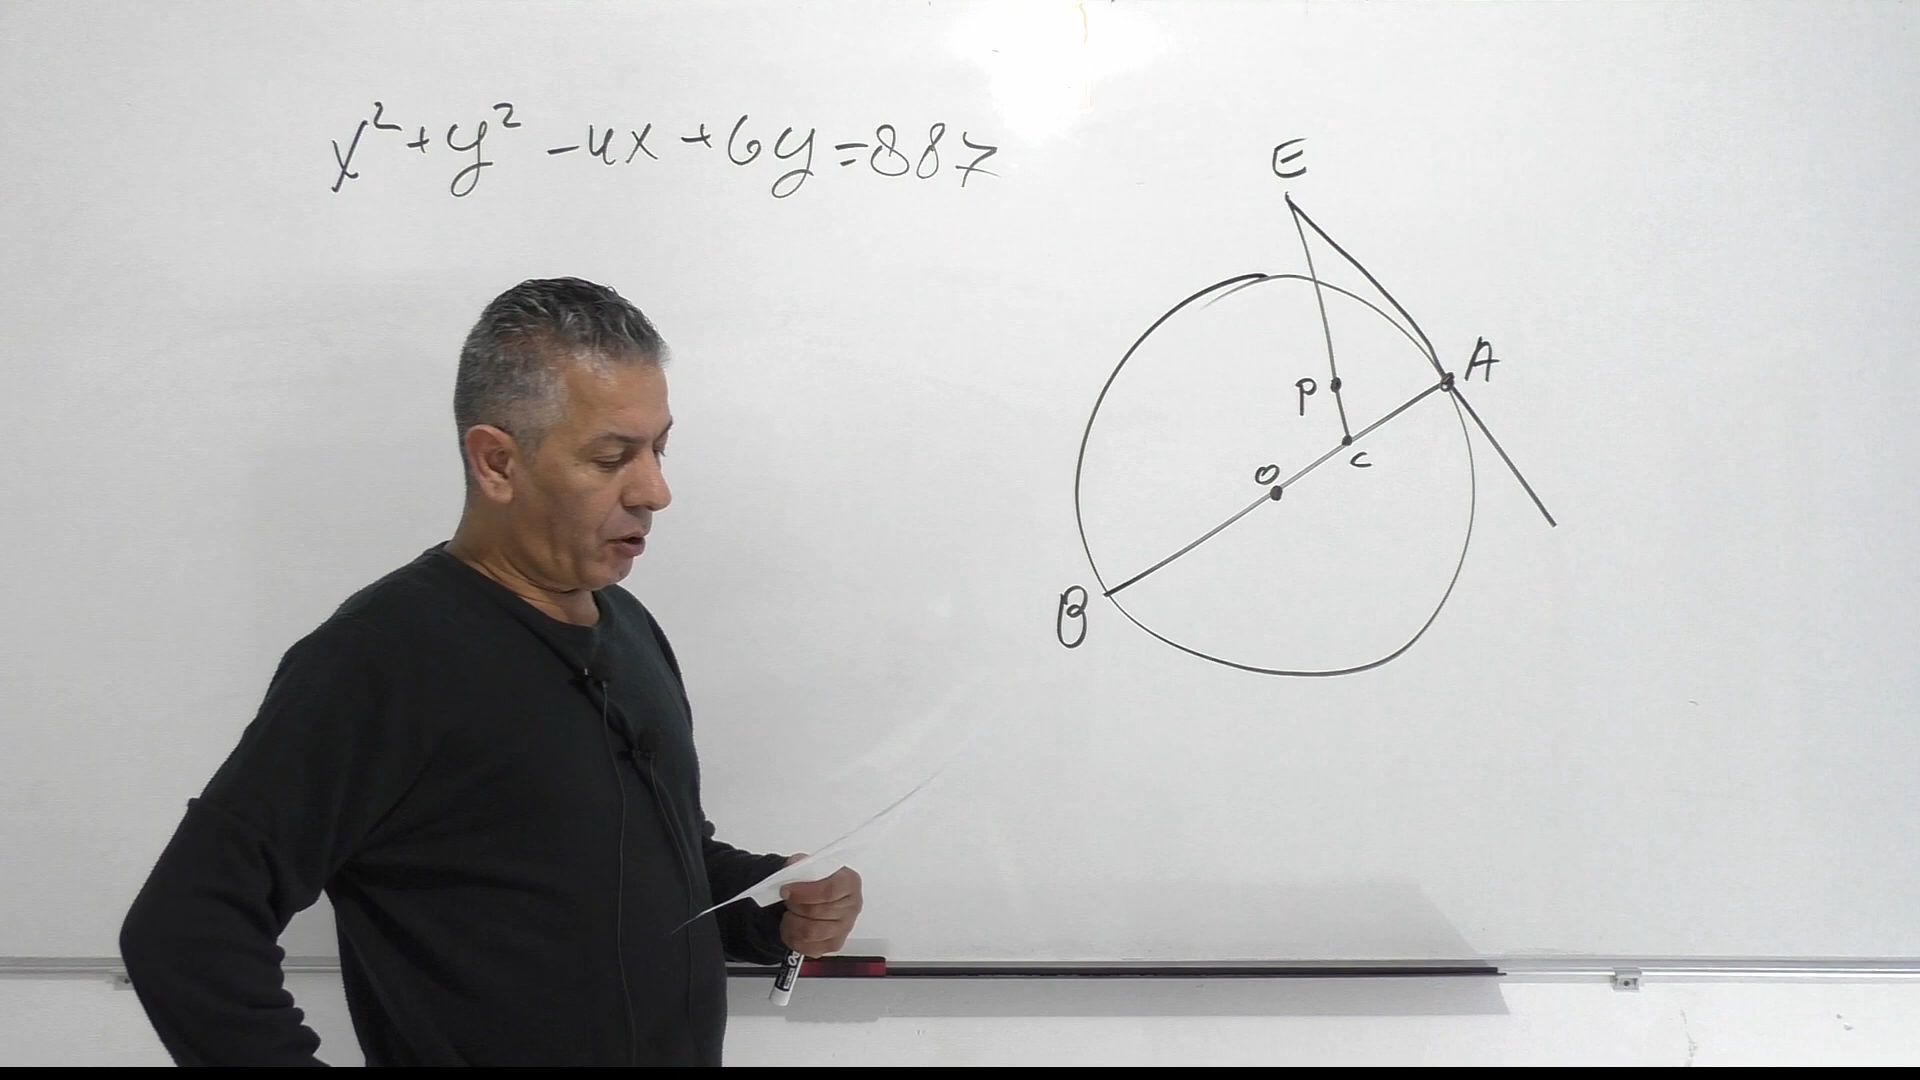 x² + y² - 4x + 6y = 887
E
A
P
C
O
B